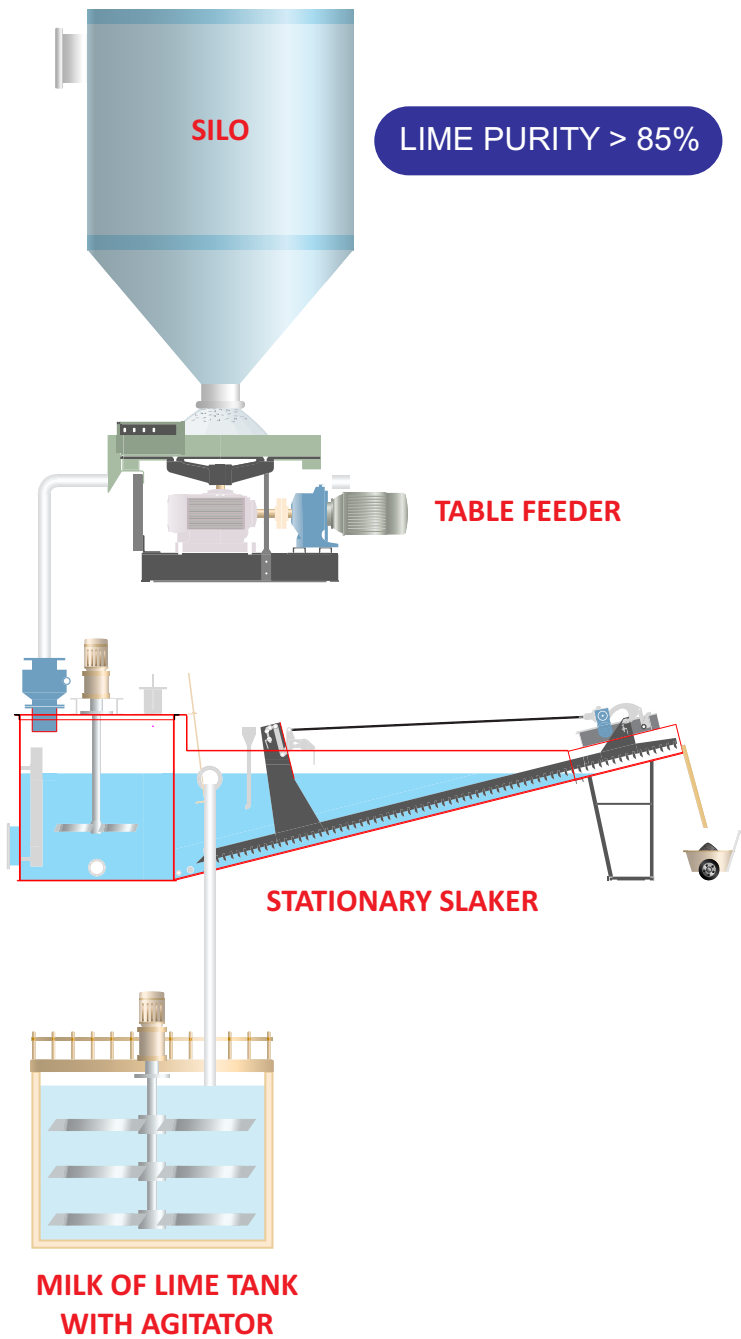 SILO
LIME PURITY > 85%
TABLE FEEDER
STATIONARY SLAKER
MILK OF LIME TANK
WITH AGITATOR